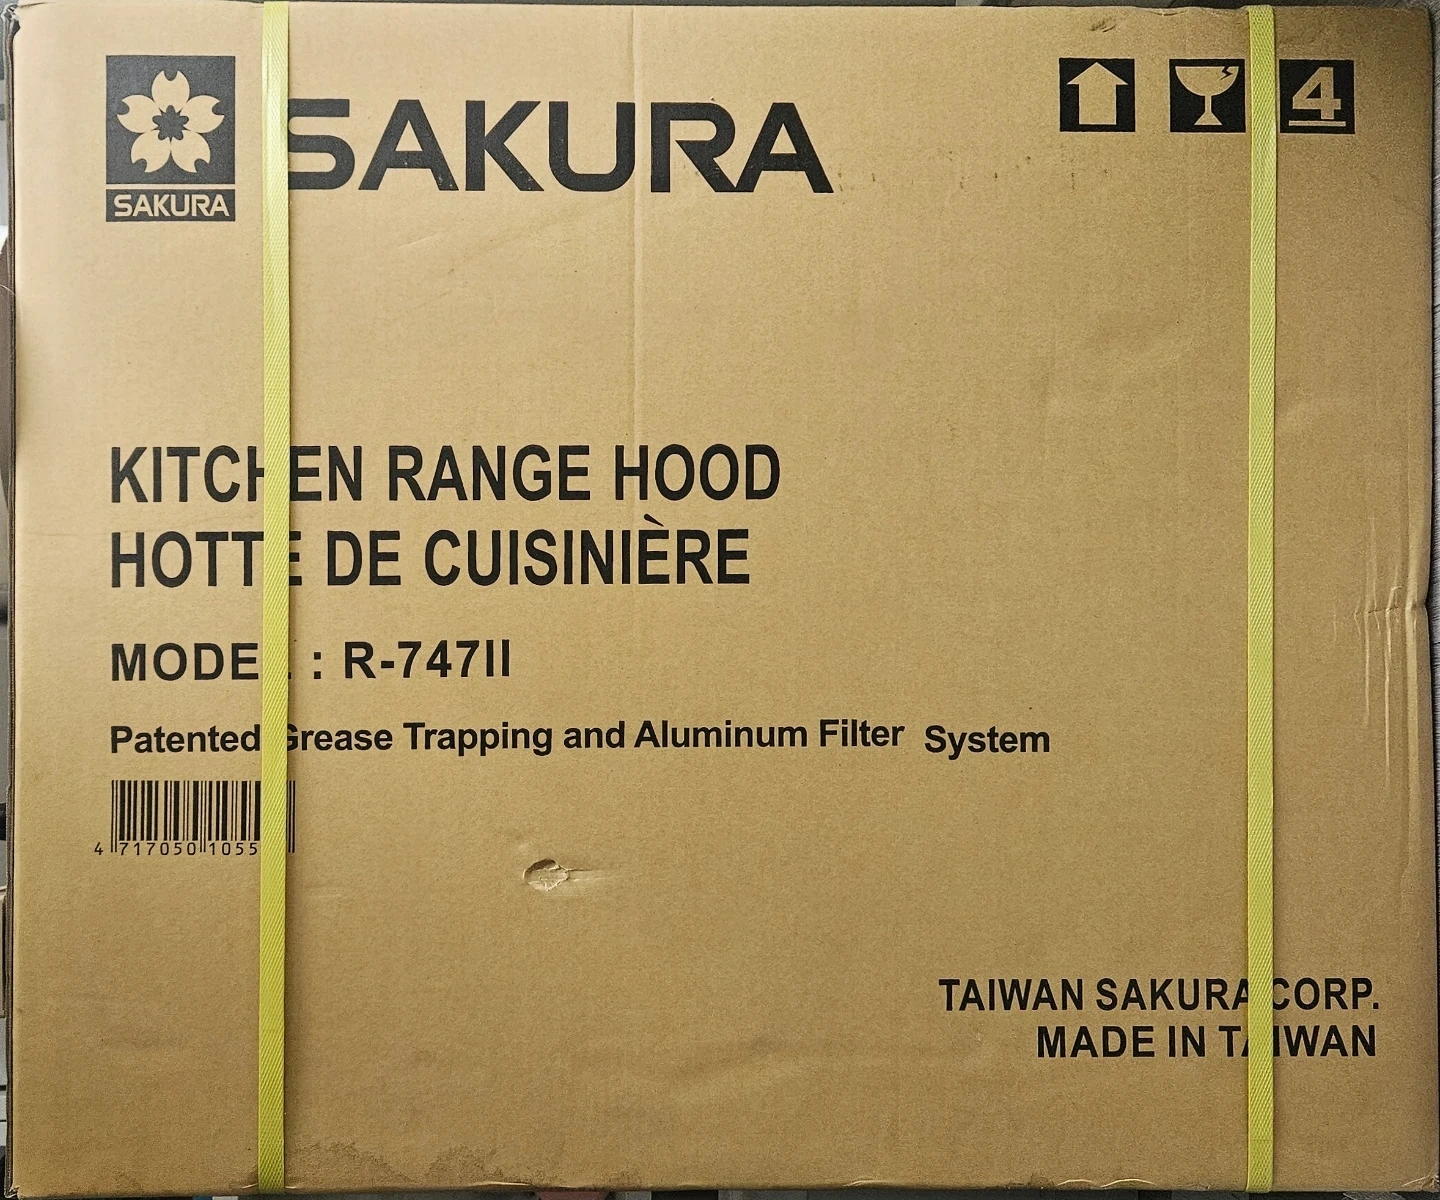 SAKURA
SAKURA
4
KITCHEN RANGE HOOD
HOTTE DE CUISINIÈRE
MODEL : R-747II
Patented Grease Trapping and Aluminum Filter System
4 717050 1055
TAIWAN SAKURA CORP.
MADE IN TAIWAN